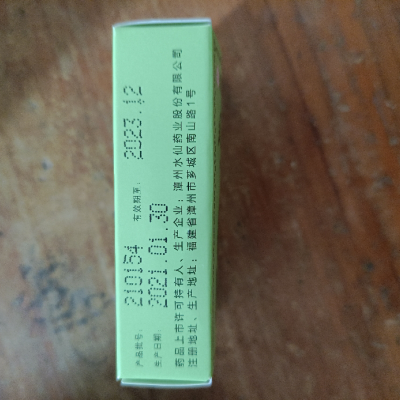 产品批号: 210154 有效期至: 2023.12
生产日期: 2021.01.30
药品上市许可持有人、生产企业: 漳州水仙药业股份有限公司
注册地址、生产地址: 福建省漳州市芗城区南山路1号